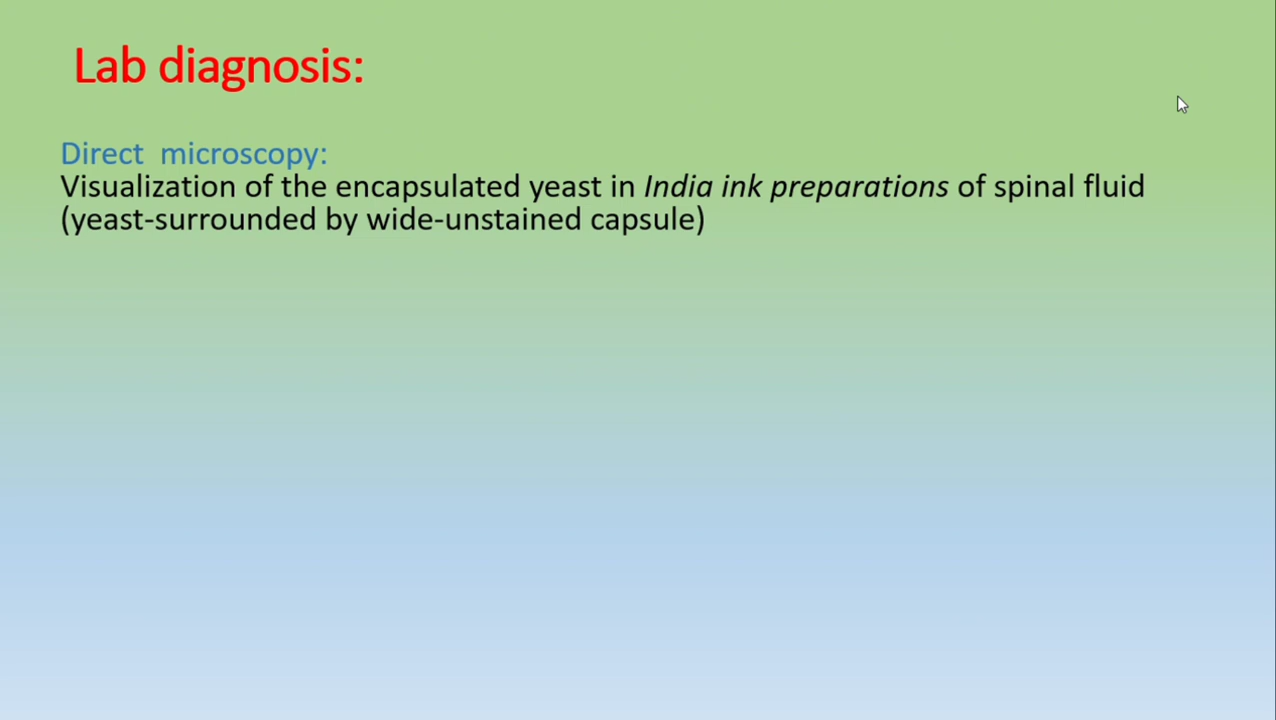 Lab diagnosis:
Direct  microscopy:
Visualization of the encapsulated yeast in India ink preparations of spinal fluid
(yeast-surrounded by wide-unstained capsule)